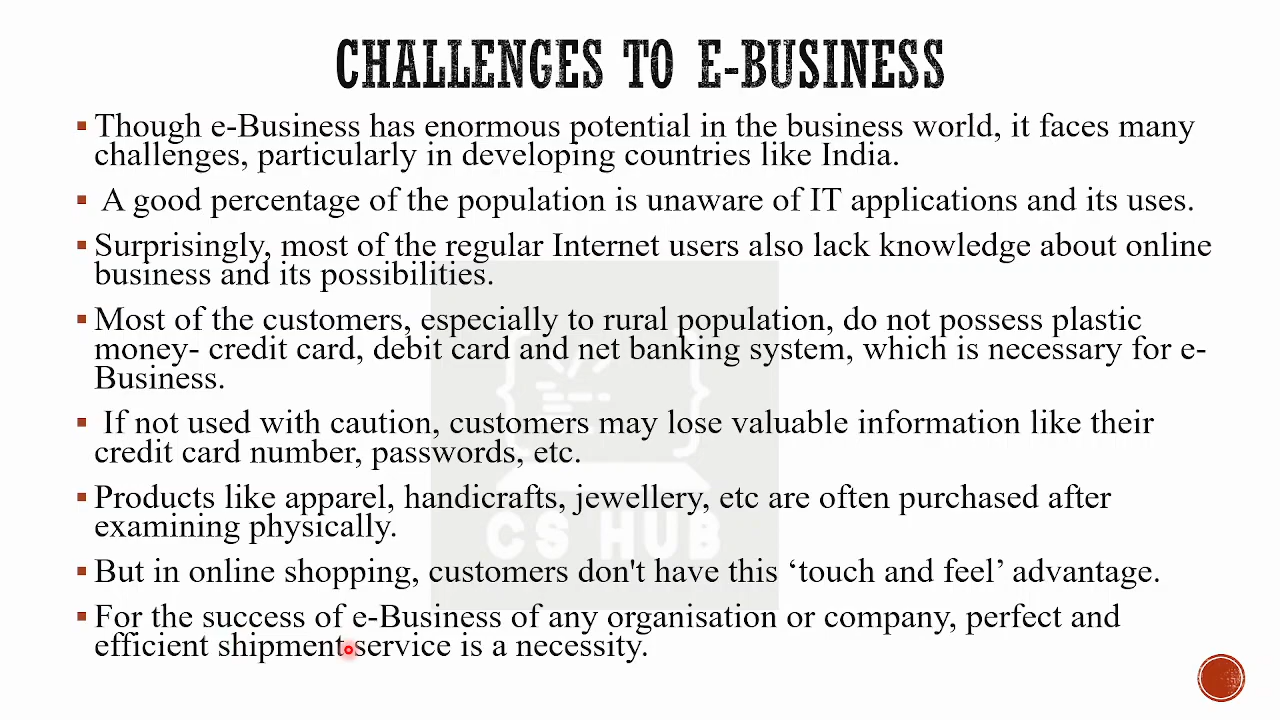 CHALLENGES TO E-BUSINESS
▪ Though e-Business has enormous potential in the business world, it faces many
challenges, particularly in developing countries like India.
▪ A good percentage of the population is unaware of IT applications and its uses.
▪ Surprisingly, most of the regular Internet users also lack knowledge about online
business and its possibilities.
▪ Most of the customers, especially to rural population, do not possess plastic
money- credit card, debit card and net banking system, which is necessary for e-
Business.
▪ If not used with caution, customers may lose valuable information like their
credit card number, passwords, etc.
▪ Products like apparel, handicrafts, jewellery, etc are often purchased after
examining physically.
▪ But in online shopping, customers don't have this ‘touch and feel’ advantage.
▪ For the success of e-Business of any organisation or company, perfect and
efficient shipment service is a necessity.
CS HUB